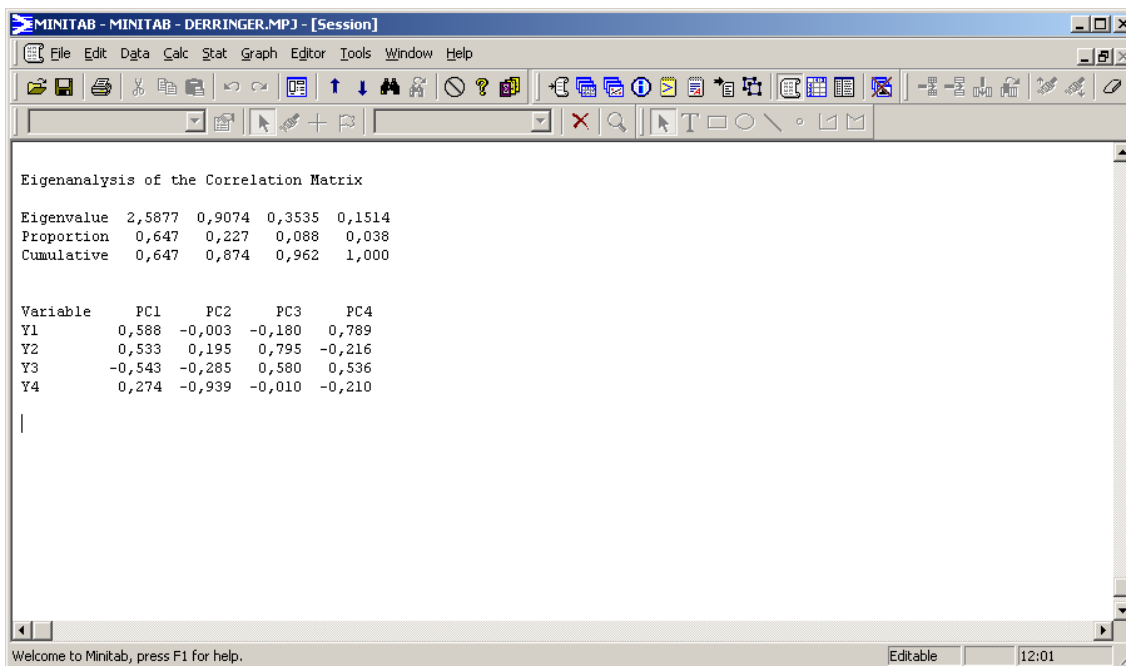 MINITAB - MINITAB - DERRINGER.MPJ - [Session]
File Edit Data Calc Stat Graph Editor Tools Window Help
Eigenanalysis of the Correlation Matrix
Eigenvalue 2,5877 0,9074 0,3535 0,1514
Proportion 0,647 0,227 0,088 0,038
Cumulative 0,647 0,874 0,962 1,000
Variable PC1 PC2 PC3 PC4
Y1 0,588 -0,003 -0,180 0,789
Y2 0,533 0,195 0,795 -0,216
Y3 -0,543 -0,285 0,580 0,536
Y4 0,274 -0,939 -0,010 -0,210
Welcome to Minitab, press F1 for help. Editable 12:01